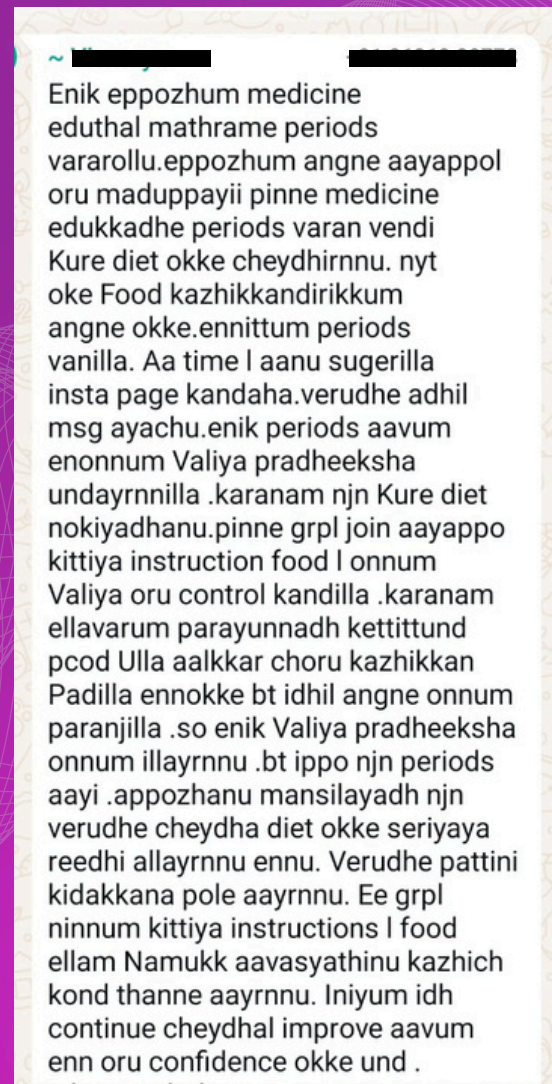 Enik eppozhum medicine
eduthal mathrame periods
vararollu.eppozhum angne aayappol
oru maduppayii pinne medicine
edukkadhe periods varan vendi
Kure diet okke cheydhirnnu. nyt
oke Food kazhikkandirikkum
angne okke.ennittum periods
vanilla. Aa time l aanu sugerilla
insta page kandaha.verudhe adhil
msg ayachu.enik periods aavum
enonnum Valiya pradheeksha
undayrnnilla .karanam njn Kure diet
nokiyadhanu.pinne grpl join aayappo
kittiya instruction food l onnum
Valiya oru control kandilla .karanam
ellavarum parayunnadh kettittund
pcod Ulla aalkkar choru kazhikkan
Padilla ennokke bt idhil angne onnum
paranjilla .so enik Valiya pradheeksha
onnum illayrnnu .bt ippo njn periods
aayi .appozhanu mansilayadh njn
verudhe cheydha diet okke seriyaya
reedhi allayrnnu ennu. Verudhe pattini
kidakkana pole aayrnnu. Ee grpl
ninnum kittiya instructions l food
ellam Namukk aavasyathinu kazhich
kond thanne aayrnnu. Iniyum idh
continue cheydhal improve aavum
enn oru confidence okke und .